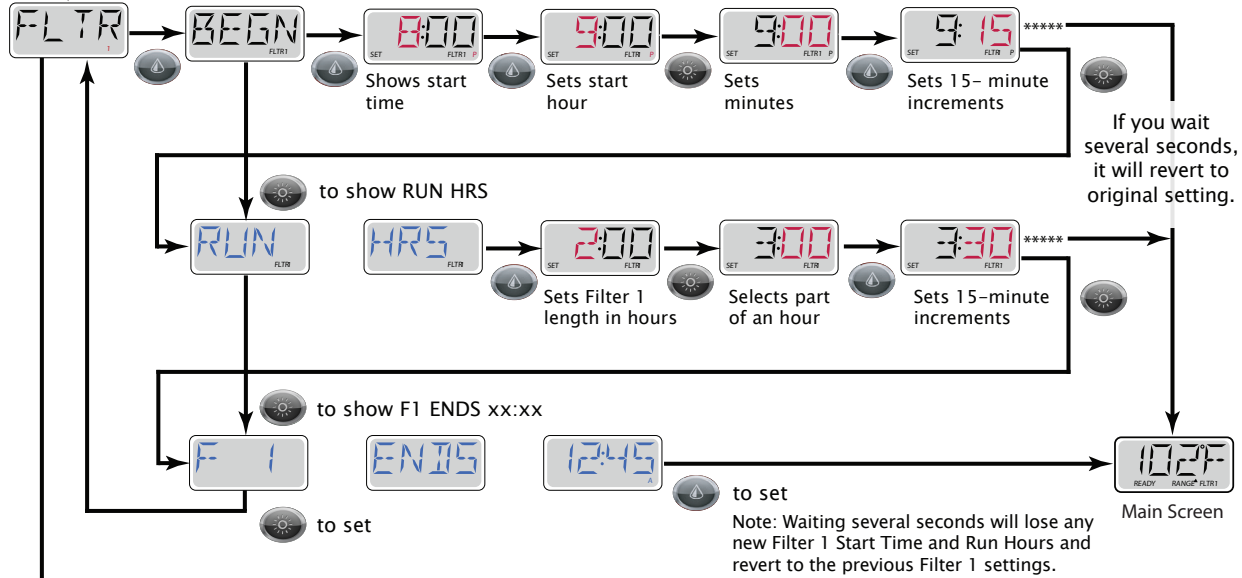 FLTR
1
BEGN
FLTR1
8:00
SET FLTR1 P
9:00
SET FLTR1 P
9:00
SET FLTR1 P
9:15
SET FLTR1 P
*****
Shows start
time
Sets start
hour
Sets
minutes
Sets 15- minute
increments
If you wait
several seconds,
it will revert to
original setting.
to show RUN HRS
RUN
FLTR1
HRS
FLTR1
2:00
SET FLTR1
3:00
SET FLTR1
3:30
SET FLTR1
*****
Sets Filter 1
length in hours
Selects part
of an hour
Sets 15-minute
increments
to show F1 ENDS xx:xx
F 1
ENDS
12:45
A
102°F
READY RANGE FLTR1
Main Screen
to set
to set
Note: Waiting several seconds will lose any
new Filter 1 Start Time and Run Hours and
revert to the previous Filter 1 settings.